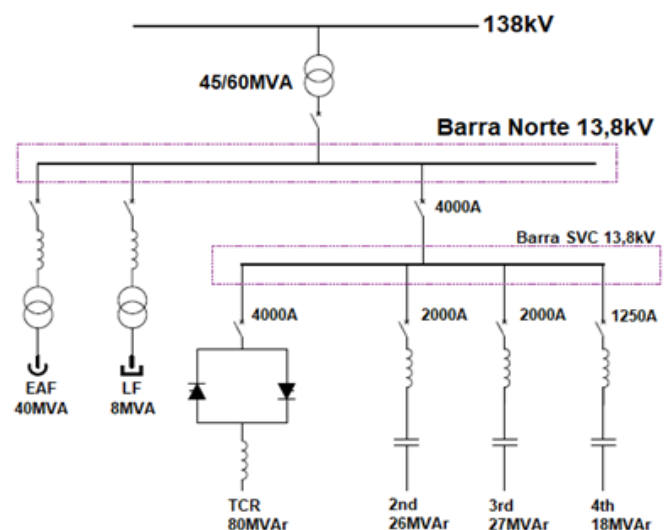 138kV
45/60MVA
Barra Norte 13,8kV
4000A
Barra SVC 13,8kV
4000A
2000A
2000A
1250A
EAF
40MVA
LF
8MVA
TCR
80MVAr
2nd
26MVAr
3rd
27MVAr
4th
18MVAr